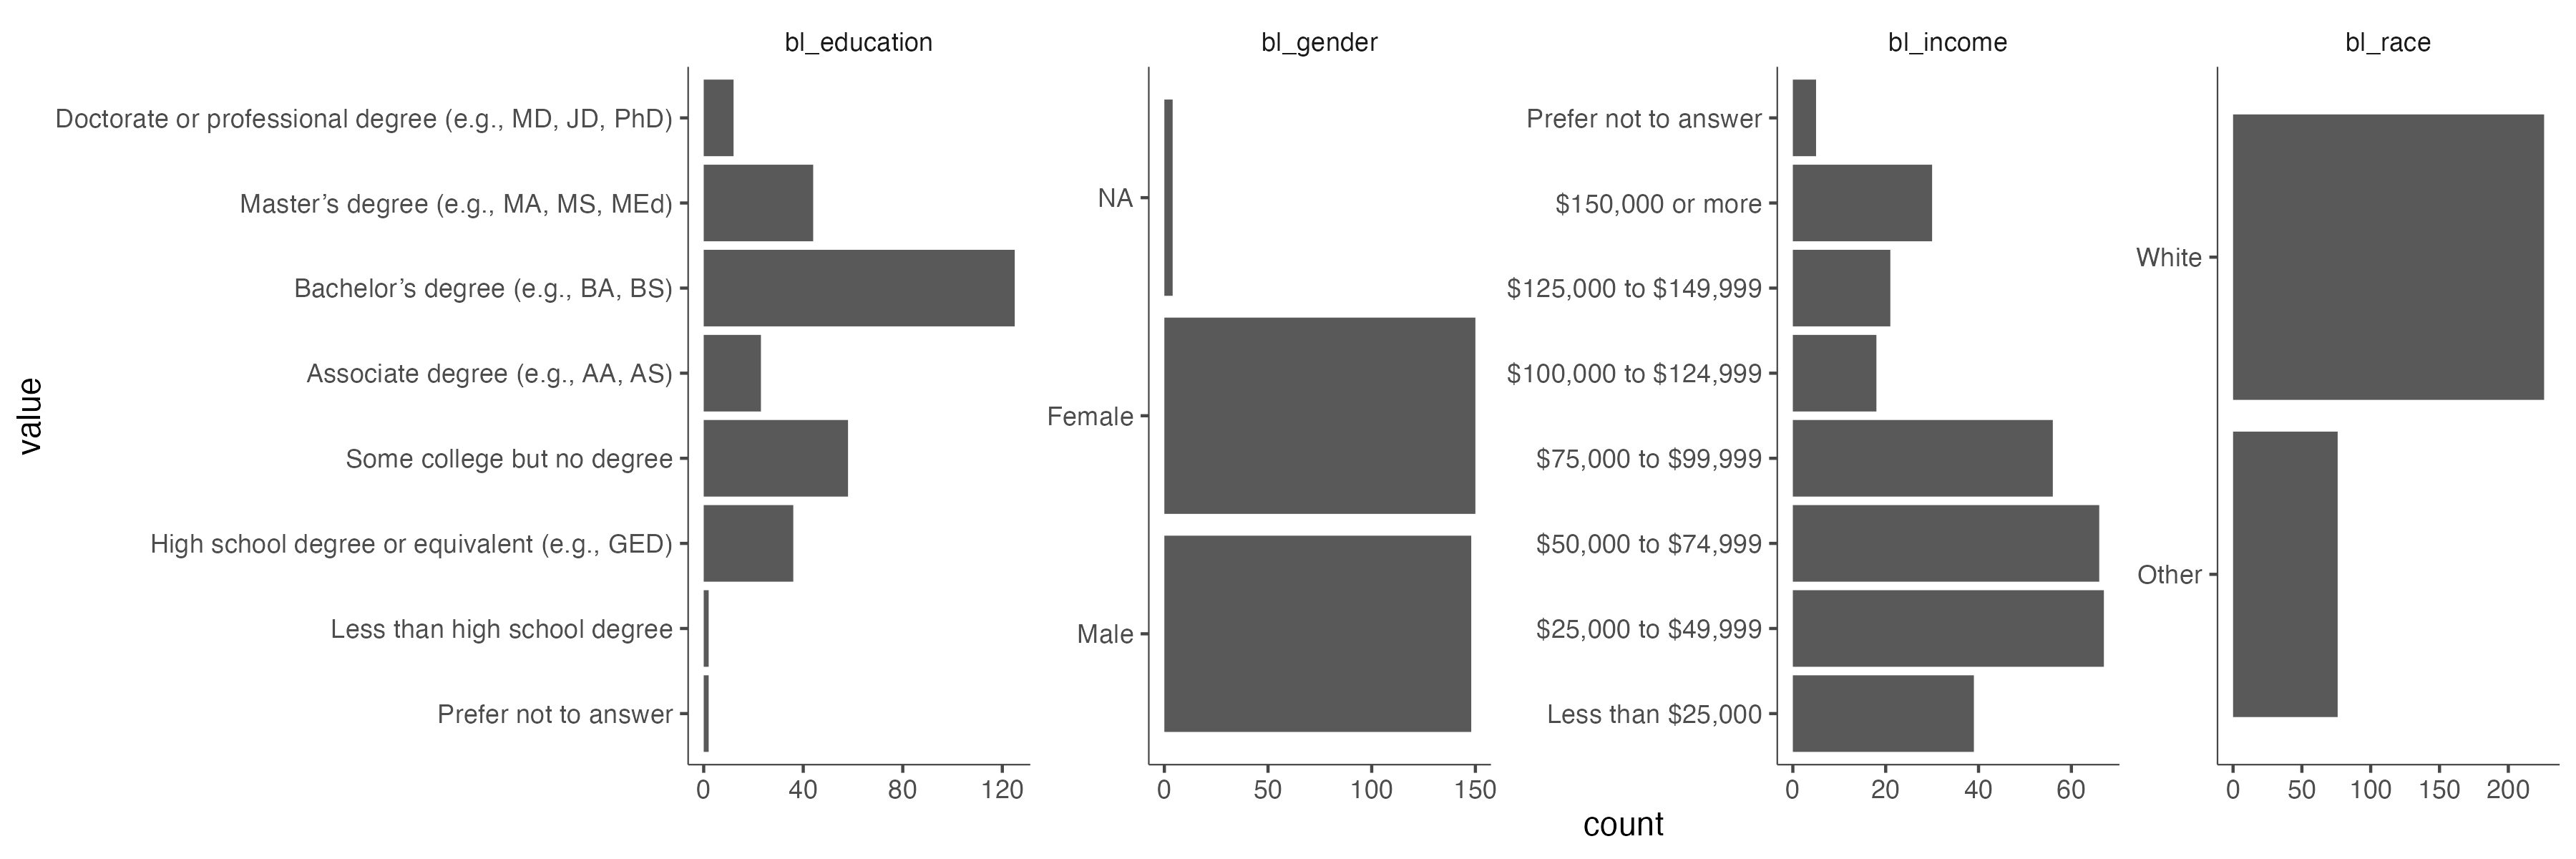 bl_education
bl_gender
bl_income
bl_race
value
Doctorate or professional degree (e.g., MD, JD, PhD)
Master’s degree (e.g., MA, MS, MEd)
Bachelor’s degree (e.g., BA, BS)
Associate degree (e.g., AA, AS)
Some college but no degree
High school degree or equivalent (e.g., GED)
Less than high school degree
Prefer not to answer
0 40 80 120
NA
Female
Male
0 50 100 150
Prefer not to answer
$150,000 or more
$125,000 to $149,999
$100,000 to $124,999
$75,000 to $99,999
$50,000 to $74,999
$25,000 to $49,999
Less than $25,000
0 20 40 60
White
Other
0 50 100 150 200
count